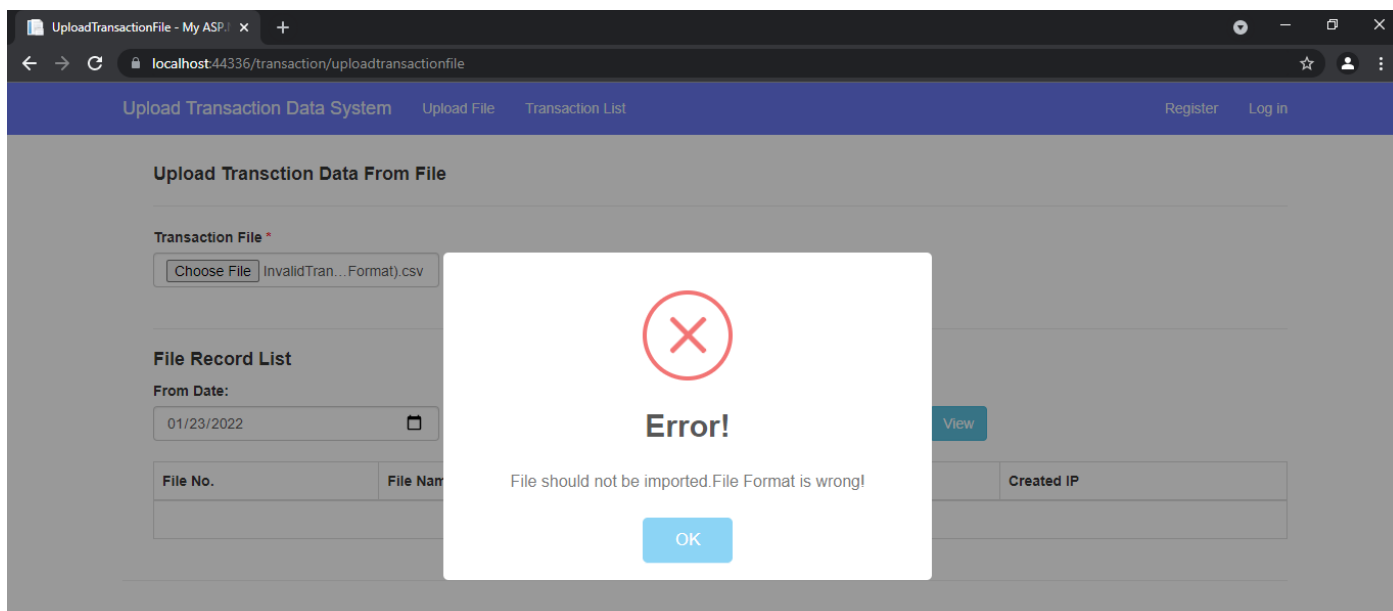 UploadTransactionFile - My ASP.
localhost:44336/transaction/uploadtransactionfile
Upload Transaction Data System Upload File Transaction List Register Log in
Upload Transction Data From File
Transaction File *
Choose File InvalidTran...Format).csv
File Record List
From Date:
01/23/2022
View
File No. File Nam Created IP
Error!
File should not be imported.File Format is wrong!
OK